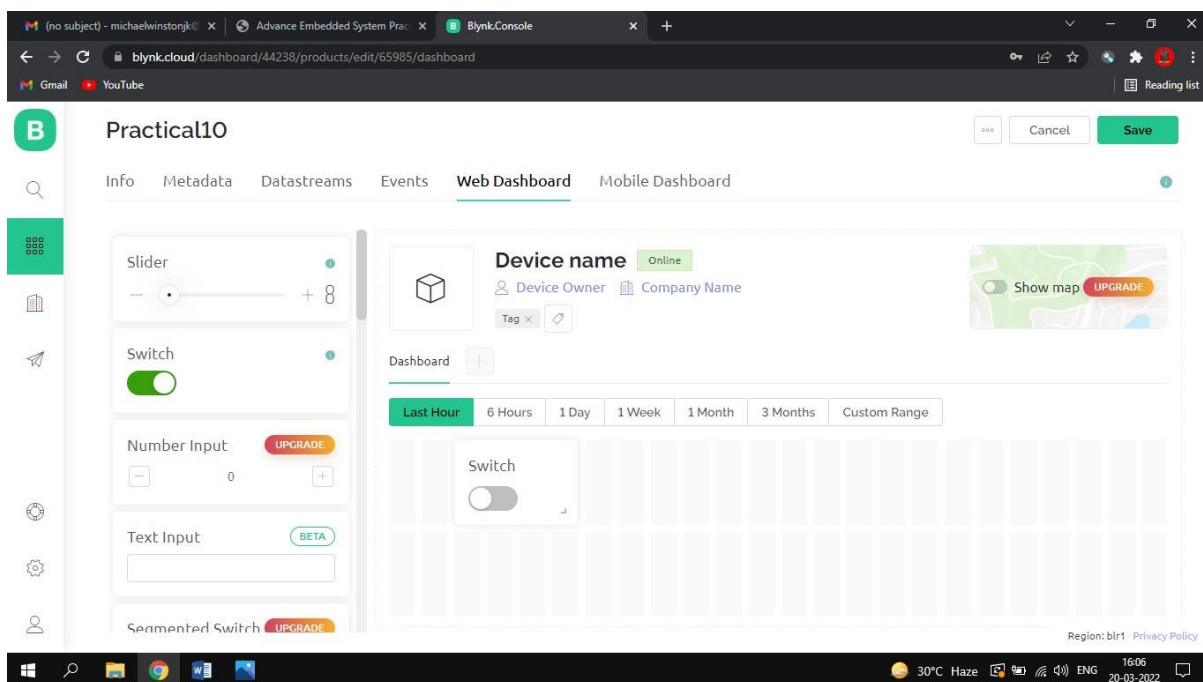 (no subject) - michaelwinstonjk@
Advance Embedded System Prac
Blynk.Console
blynk.cloud/dashboard/44238/products/edit/65985/dashboard
Gmail
YouTube
Reading list
B
Practical10
Cancel
Save
Info
Metadata
Datastreams
Events
Web Dashboard
Mobile Dashboard
Slider
8
Switch
Number Input
UPGRADE
0
Text Input
BETA
Segmented Switch
UPGRADE
Device name
Online
Device Owner
Company Name
Tag
Show map
UPGRADE
Dashboard
Last Hour
6 Hours
1 Day
1 Week
1 Month
3 Months
Custom Range
Switch
Region: blr1
Privacy Policy
30°C Haze
ENG
16:06
20-03-2022